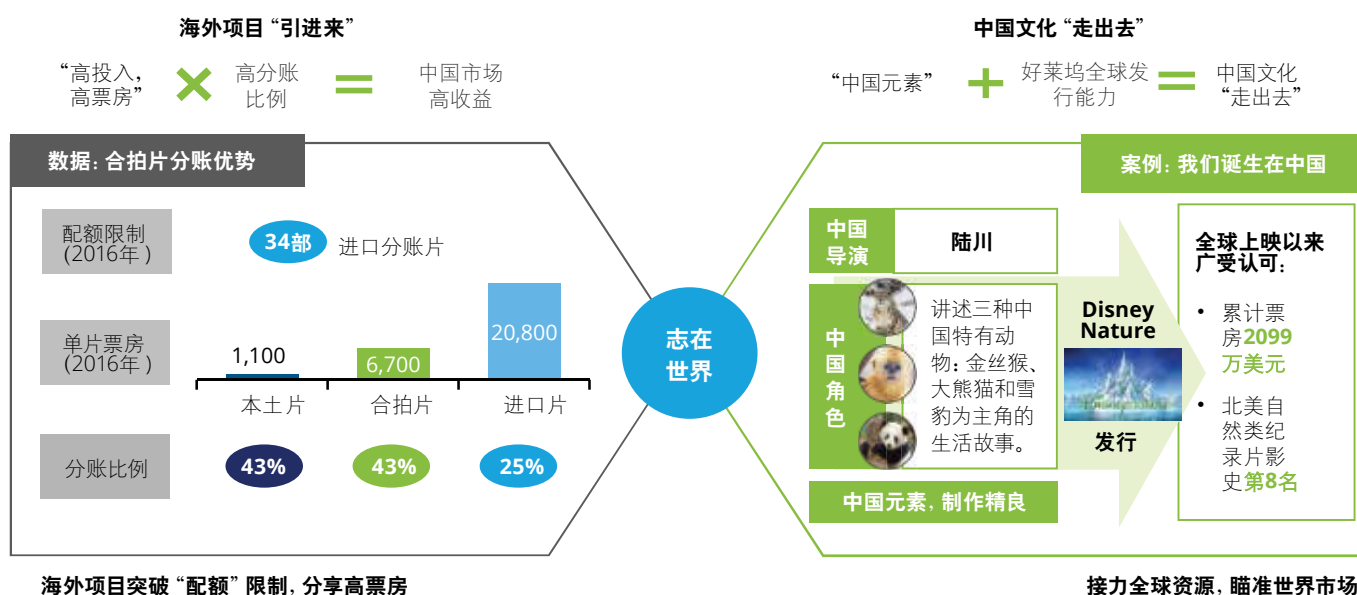 海外项目“引进来”
“高投入，
高票房”
高分账
比例
中国市场
高收益
数据: 合拍片分账优势
配额限制
(2016年)
34部
进口分账片
单片票房
(2016年)
1,100
6,700
20,800
本土片
合拍片
进口片
分账比例
43%
43%
25%
海外项目突破“配额”限制, 分享高票房
志在
世界
中国文化“走出去”
“中国元素”
好莱坞全球发
行能力
中国文化
“走出去”
案例: 我们诞生在中国
中国
导演
陆川
中
国
角
色
讲述三种中
国特有动
物: 金丝猴、
大熊猫和雪
豹为主角的
生活故事。
中国元素, 制作精良
Disney
Nature
发行
全球上映以来
广受认可:
• 累计票
房2099
万美元
• 北美自
然类纪
录片影
史第8名
接力全球资源, 瞄准世界市场